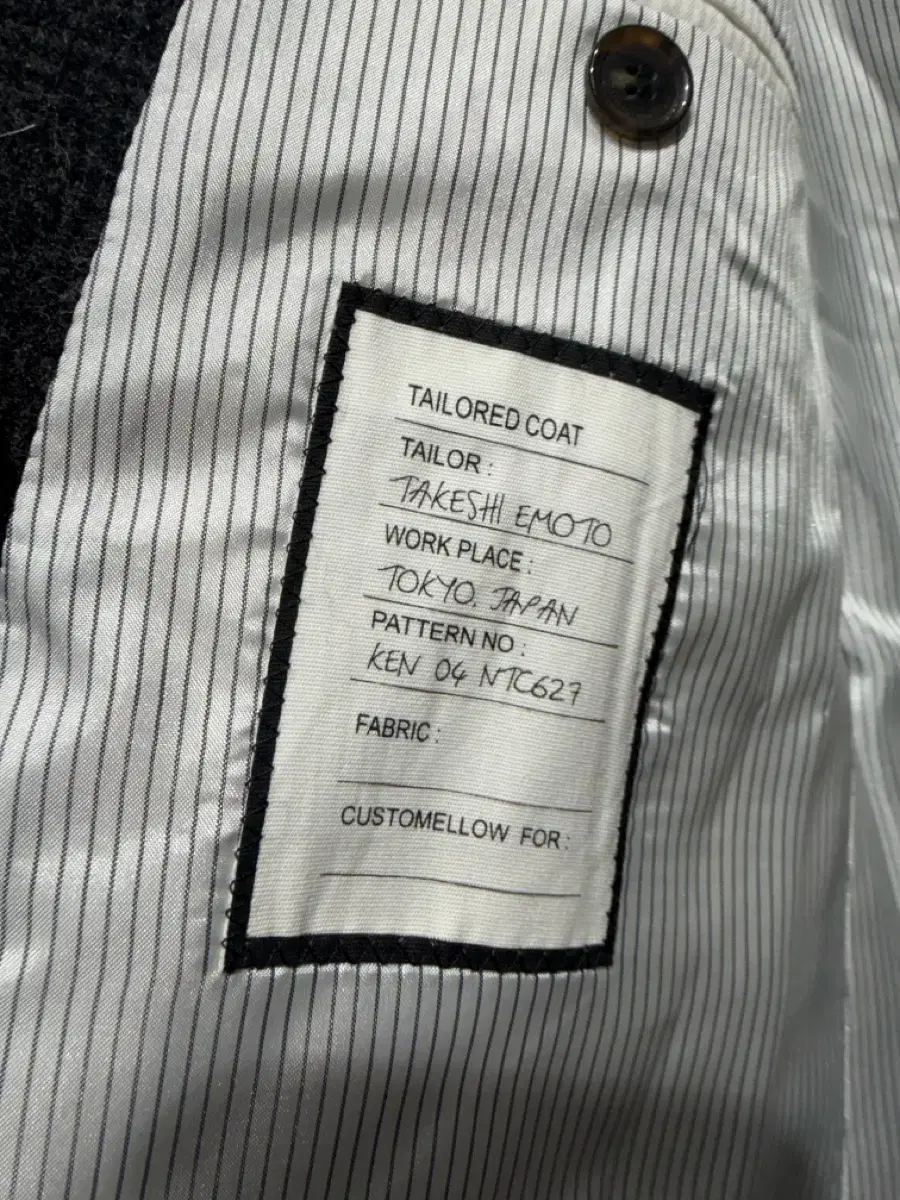 TAILORED COAT
TAILOR :
TAKESHI EMOTO
WORK PLACE :
TOKYO. JAPAN
PATTERN NO :
KEN 04 NTC627
FABRIC :
CUSTOMELLOW FOR :